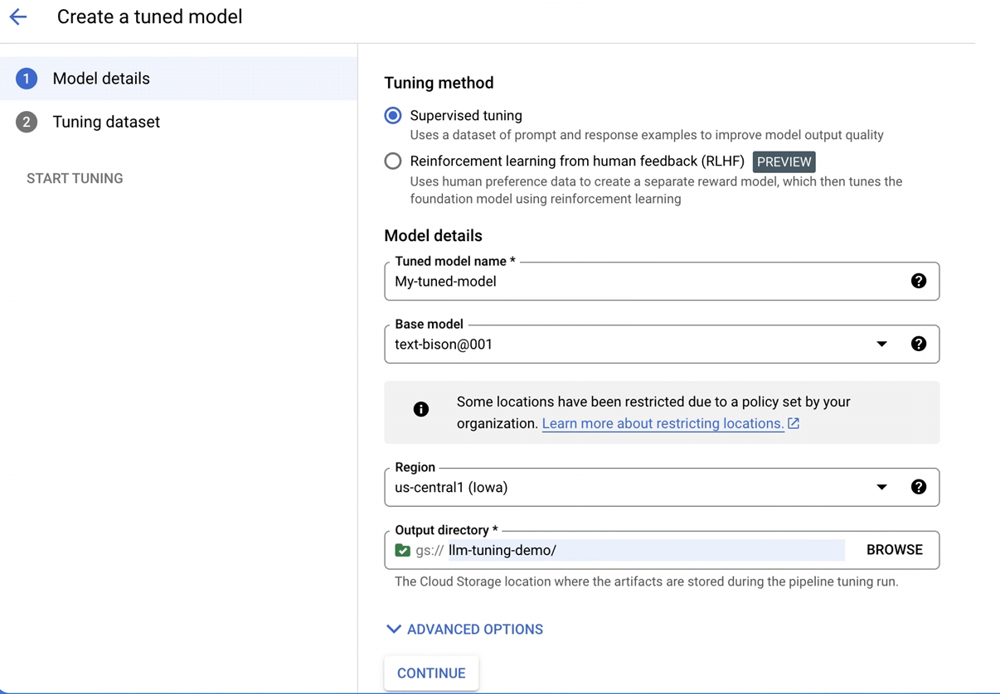 Create a tuned model
1 Model details
2 Tuning dataset
START TUNING
Tuning method
Supervised tuning
Uses a dataset of prompt and response examples to improve model output quality
Reinforcement learning from human feedback (RLHF) PREVIEW
Uses human preference data to create a separate reward model, which then tunes the
foundation model using reinforcement learning
Model details
Tuned model name *
My-tuned-model
Base model
text-bison@001
Some locations have been restricted due to a policy set by your
organization. Learn more about restricting locations.
Region
us-central1 (Iowa)
Output directory *
gs:// llm-tuning-demo/ BROWSE
The Cloud Storage location where the artifacts are stored during the pipeline tuning run.
ADVANCED OPTIONS
CONTINUE